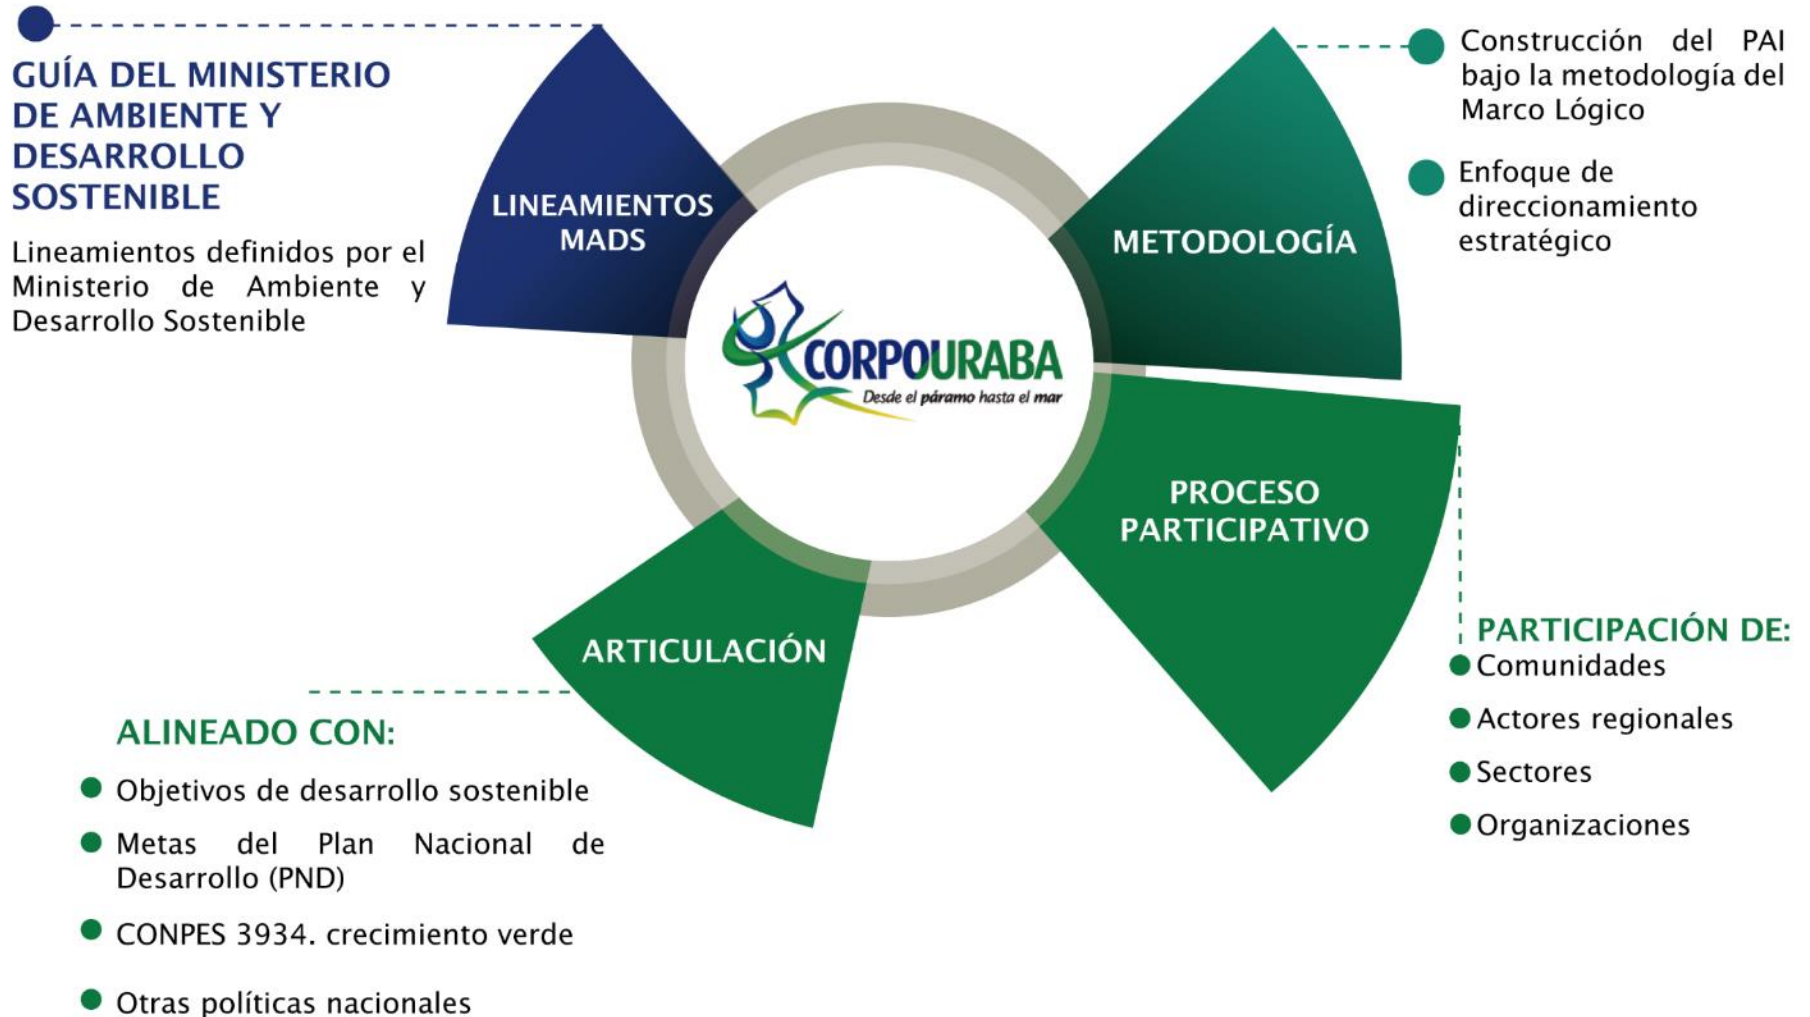 GUÍA DEL MINISTERIO
DE AMBIENTE Y
DESARROLLO
SOSTENIBLE
Lineamientos definidos por el
Ministerio de Ambiente y
Desarrollo Sostenible
LINEAMIENTOS
MADS
METODOLOGÍA
Construcción del PAI
bajo la metodología del
Marco Lógico
Enfoque de
direccionamiento
estratégico
CORPOURABA
Desde el páramo hasta el mar
PROCESO
PARTICIPATIVO
PARTICIPACIÓN DE:
Comunidades
Actores regionales
Sectores
Organizaciones
ARTICULACIÓN
ALINEADO CON:
Objetivos de desarrollo sostenible
Metas del Plan Nacional de
Desarrollo (PND)
CONPES 3934. crecimiento verde
Otras políticas nacionales